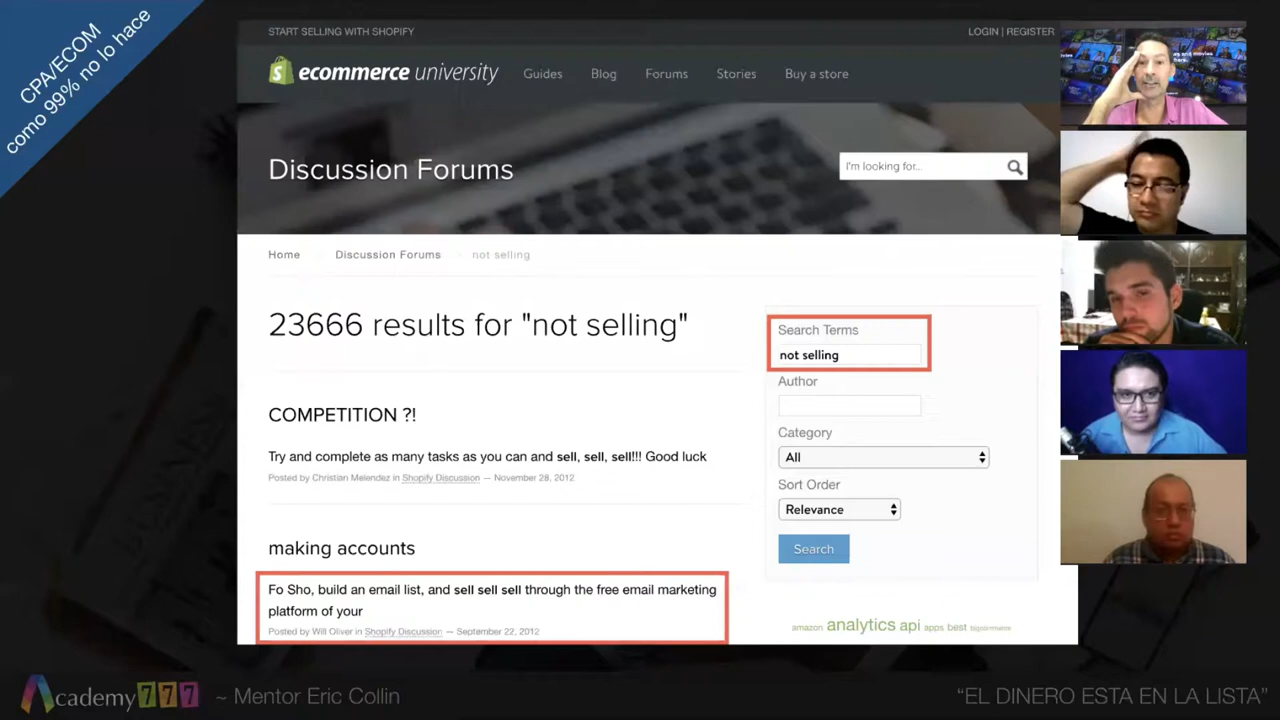 CPA/ECOM
como 99% no lo hace
START SELLING WITH SHOPIFY
LOGIN | REGISTER
ecommerce university
Guides
Blog
Forums
Stories
Buy a store
Discussion Forums
I'm looking for...
Home
Discussion Forums
not selling
23666 results for "not selling"
Search Terms
not selling
Author
Category
All
Sort Order
Relevance
Search
COMPETITION ?!
Try and complete as many tasks as you can and sell, sell, sell!!! Good luck
Posted by Christian Melendez in Shopify Discussion — November 28, 2012
making accounts
Fo Sho, build an email list, and sell sell sell through the free email marketing
platform of your
Posted by Will Oliver in Shopify Discussion — September 22, 2012
amazon analytics api apps best bigcommerce
Academy777 ~ Mentor Eric Collin
“EL DINERO ESTA EN LA LISTA”